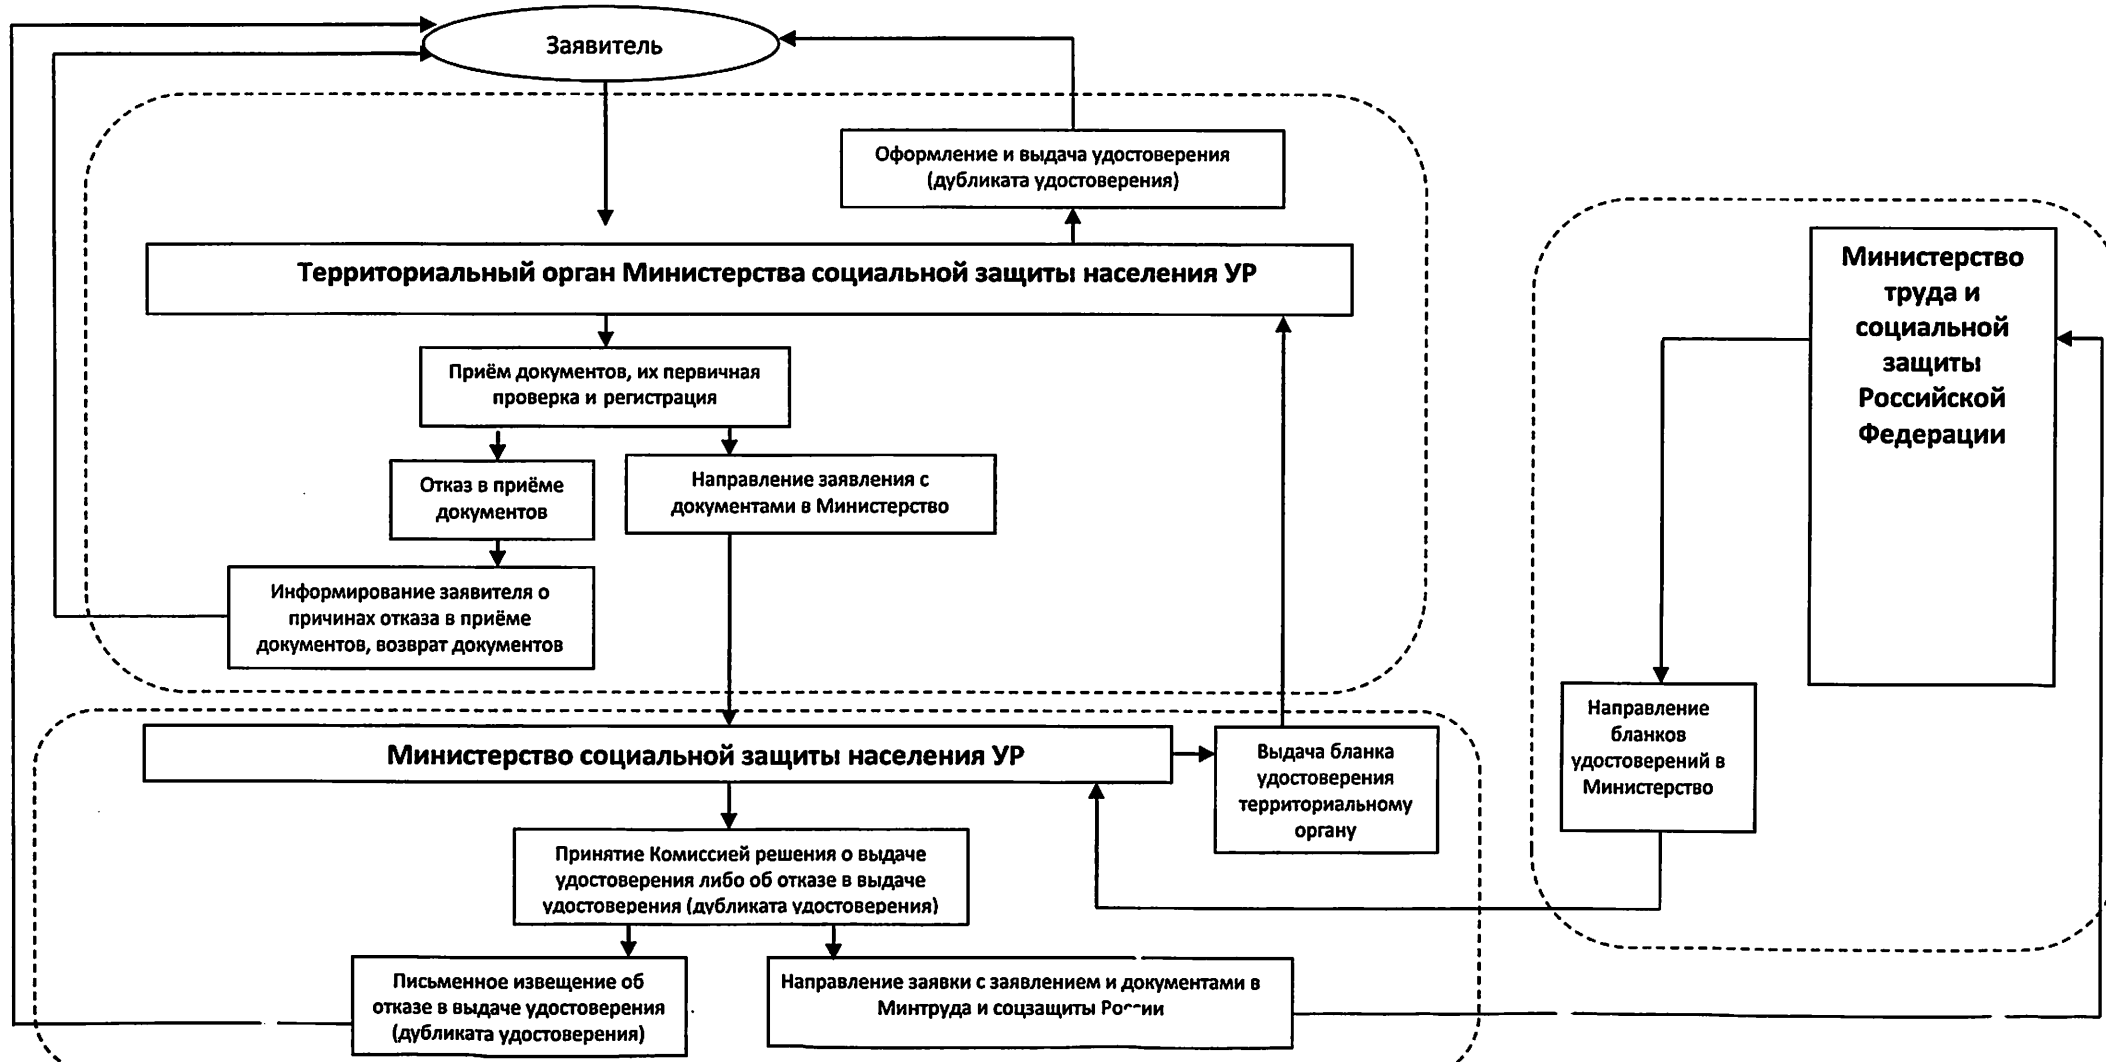 Заявитель
Оформление и выдача удостоверения
(дубликата удостоверения)
Территориальный орган Министерства социальной защиты населения УР
Министерство
труда и
социальной
защиты
Российской
Федерации
Приём документов, их первичная
проверка и регистрация
Отказ в приёме
документов
Направление заявления с
документами в Министерство
Информирование заявителя о
причинах отказа в приёме
документов, возврат документов
Министерство социальной защиты населения УР
Выдача бланка
удостоверения
территориальному
органу
Направление
бланков
удостоверений в
Министерство
Принятие Комиссией решения о выдаче
удостоверения либо об отказе в выдаче
удостоверения (дубликата удостоверения)
Письменное извещение об
отказе в выдаче удостоверения
(дубликата удостоверения)
Направление заявки с заявлением и документами в
Минтруда и соцзащиты России